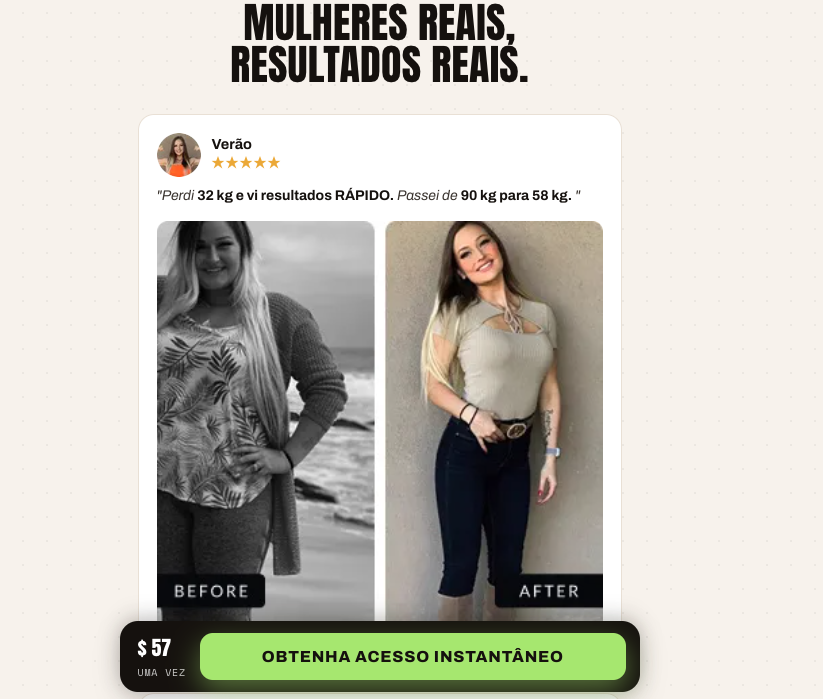 MULHERES REAIS,
RESULTADOS REAIS.
Verão
"Perdi 32 kg e vi resultados RÁPIDO. Passei de 90 kg para 58 kg. "
BEFORE
AFTER
$ 57
UMA VEZ
OBTENHA ACESSO INSTANTÂNEO